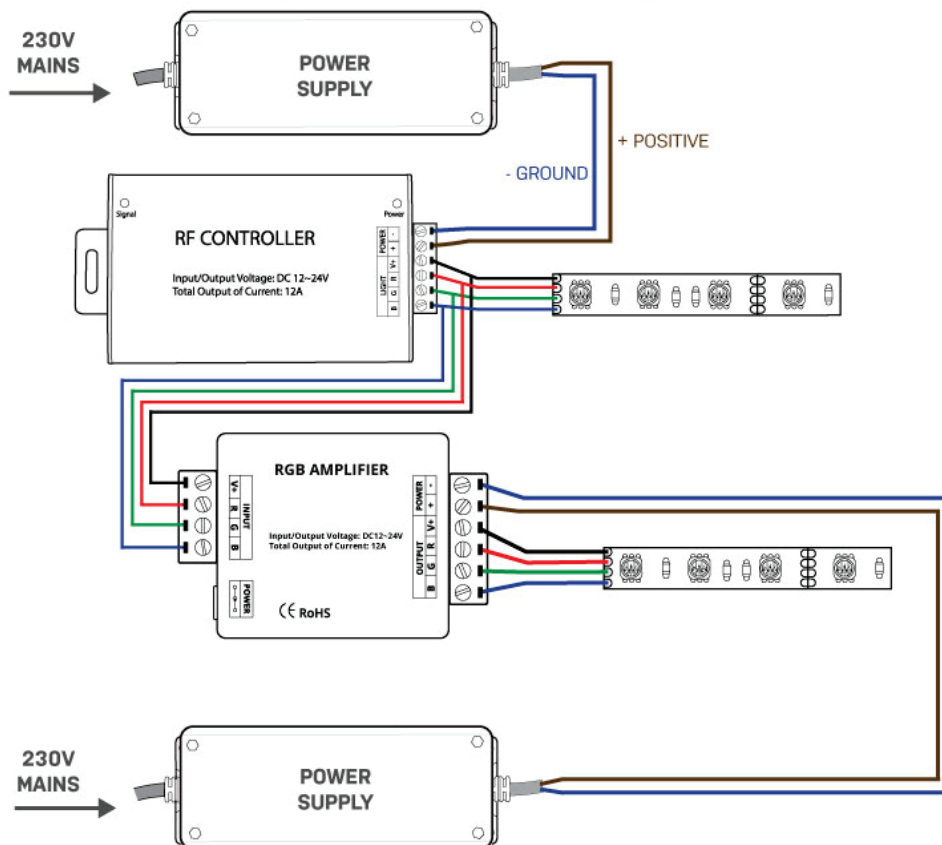 230V
MAINS
POWER
SUPPLY
+ POSITIVE
- GROUND
Signal
Power
RF CONTROLLER
Input/Output Voltage: DC 12~24V
Total Output of Current: 12A
POWER
- 
+
LIGHT
V+
R
G
B
RGB AMPLIFIER
Input/Output Voltage: DC12~24V
Total Output of Current: 12A
INPUT
V+
R
G
B
POWER
-
+
OUTPUT
V+
R
G
B
POWER
CE RoHS
230V
MAINS
POWER
SUPPLY